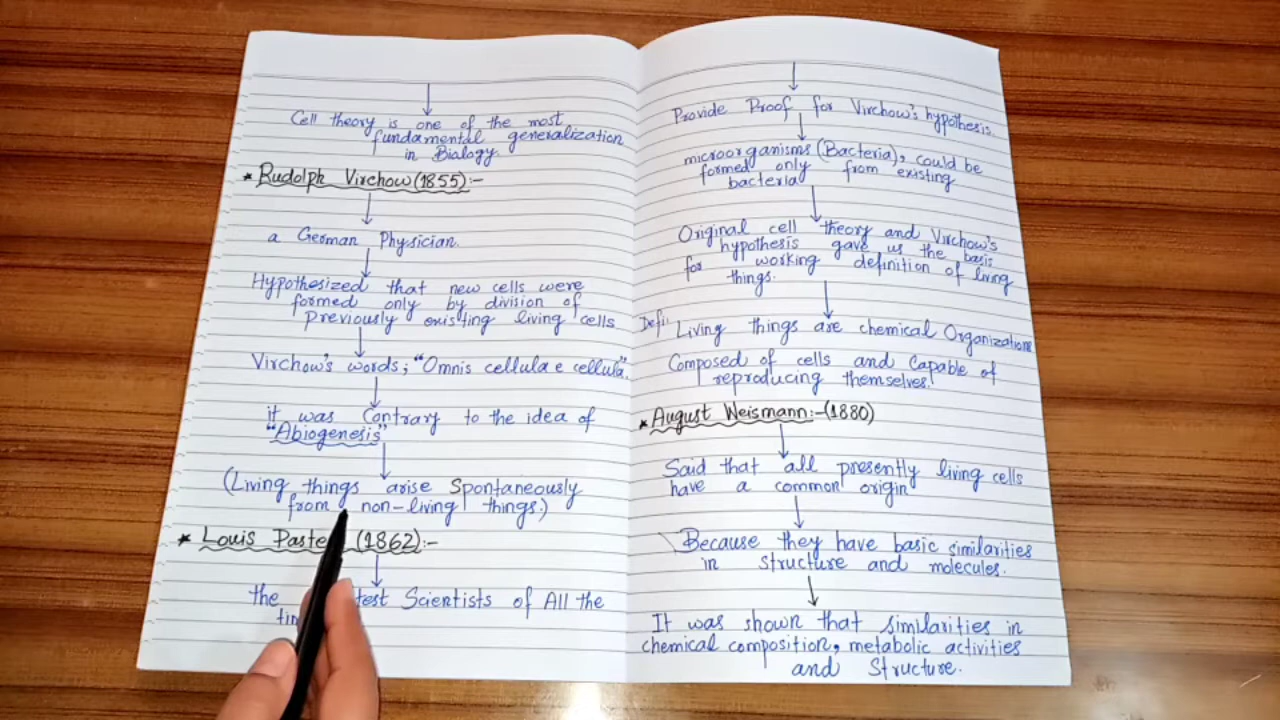 Cell theory is one of the most
fundamental generalization
in Biology.
* Rudolph Virchow (1855):-
a German Physician.
Hypothesized that new cells were
formed only by division of
previously existing living cells
Virchow's words; "Omnis cellula e cellula".
it was Contrary to the idea of
"Abiogenesis"
(Living things arise Spontaneously
from non-living things.)
* Louis Paste (1862):-
the test Scientists of All the
Provide Proof for Virchow's hypothesis.
microorganisms (Bacteria), could be
formed only from existing
bacteria
Original cell theory and Virchow's
hypothesis gave us the basis
for working definition of living
things.
Defi: Living things are chemical Organizations
Composed of cells and Capable of
reproducing themselves.
* August Weismann:-(1880)
Said that all presently living cells
have a common origin
Because they have basic similarities
in structure and molecules.
It was shown that similarities in
chemical composition, metabolic activities
and Structure.